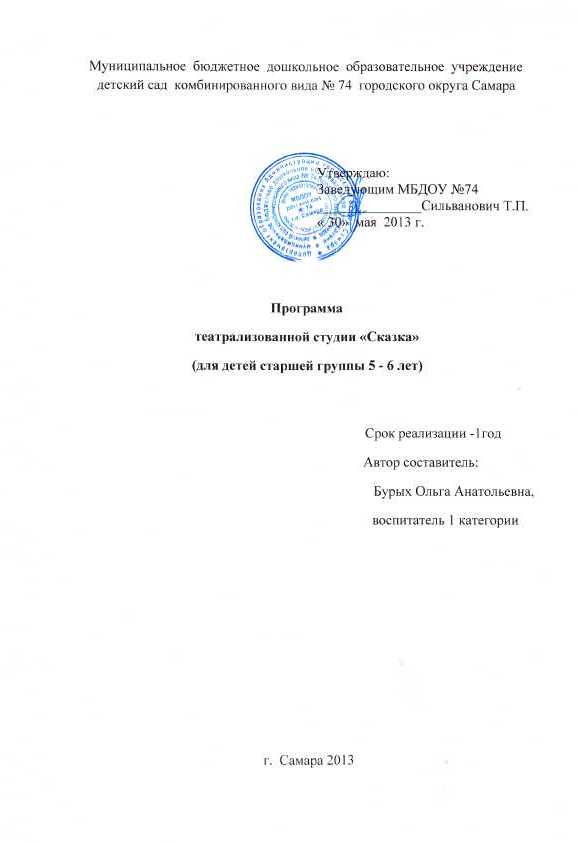 Муниципальное бюджетное дошкольное образовательное учреждение
детский сад комбинированного вида № 74 городского округа Самара
Утверждаю:
Заведующим МБДОУ №74
______________Сильванович Т.П.
« 30» мая 2013 г.
МБДОУ
Программа
театрализованной студии «Сказка»
(для детей старшей группы 5 - 6 лет)
Срок реализации -1год
Автор составитель:
Бурых Ольга Анатольевна,
воспитатель 1 категории
г. Самара 2013